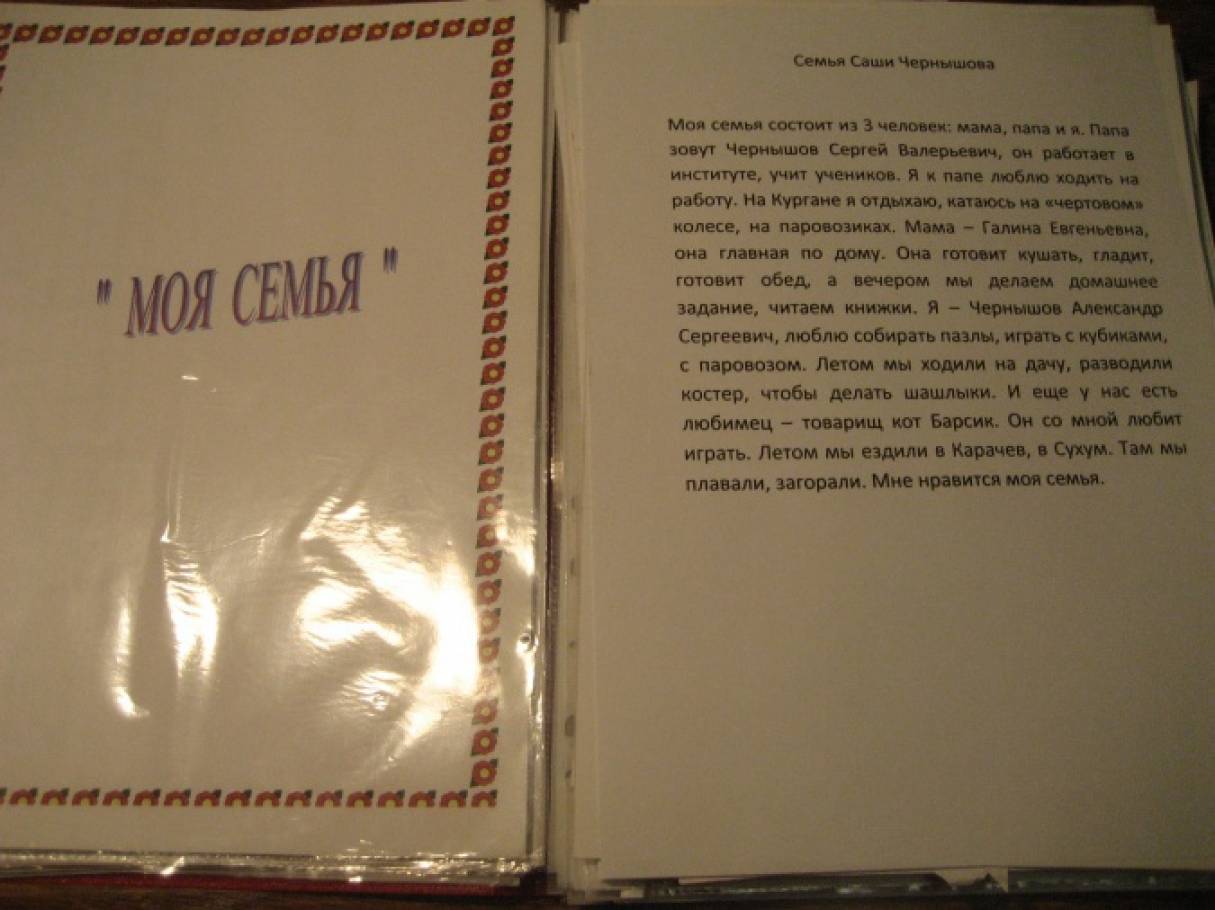 " МОЯ СЕМЬЯ "
Семья Саши Чернышова
Моя семья состоит из 3 человек: мама, папа и я. Папа
зовут Чернышов Сергей Валерьевич, он работает в
институте, учит учеников. Я к папе люблю ходить на
работу. На Кургане я отдыхаю, катаюсь на «чертовом»
колесе, на паровозиках. Мама – Галина Евгеньевна,
она главная по дому. Она готовит кушать, гладит,
готовит обед, а вечером мы делаем домашнее
задание, читаем книжки. Я – Чернышов Александр
Сергеевич, люблю собирать пазлы, играть с кубиками,
с паровозом. Летом мы ходили на дачу, разводили
костер, чтобы делать шашлыки. И еще у нас есть
любимец – товарищ кот Барсик. Он со мной любит
играть. Летом мы ездили в Карачев, в Сухум. Там мы
плавали, загорали. Мне нравится моя семья.